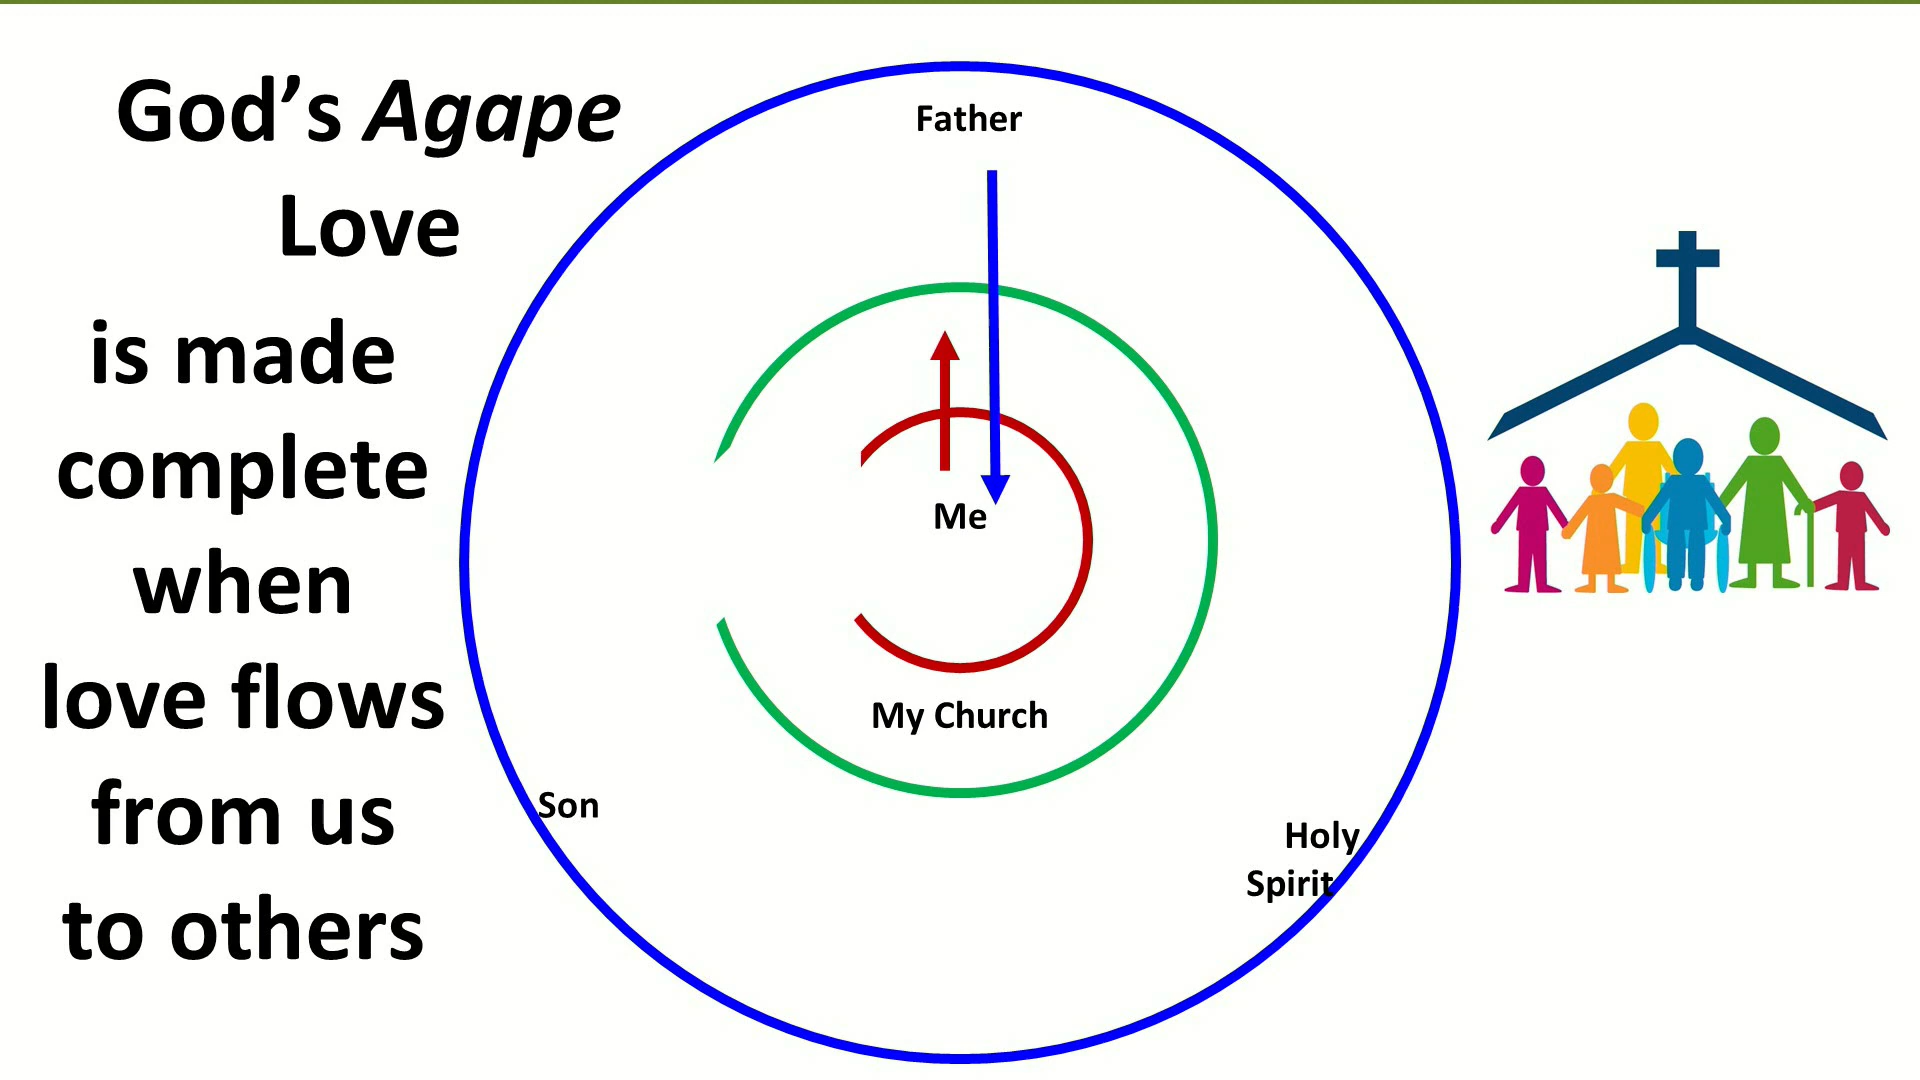 God’s Agape
Love
is made
complete
when
love flows
from us
to others
Father
Me
My Church
Son
Holy
Spirit